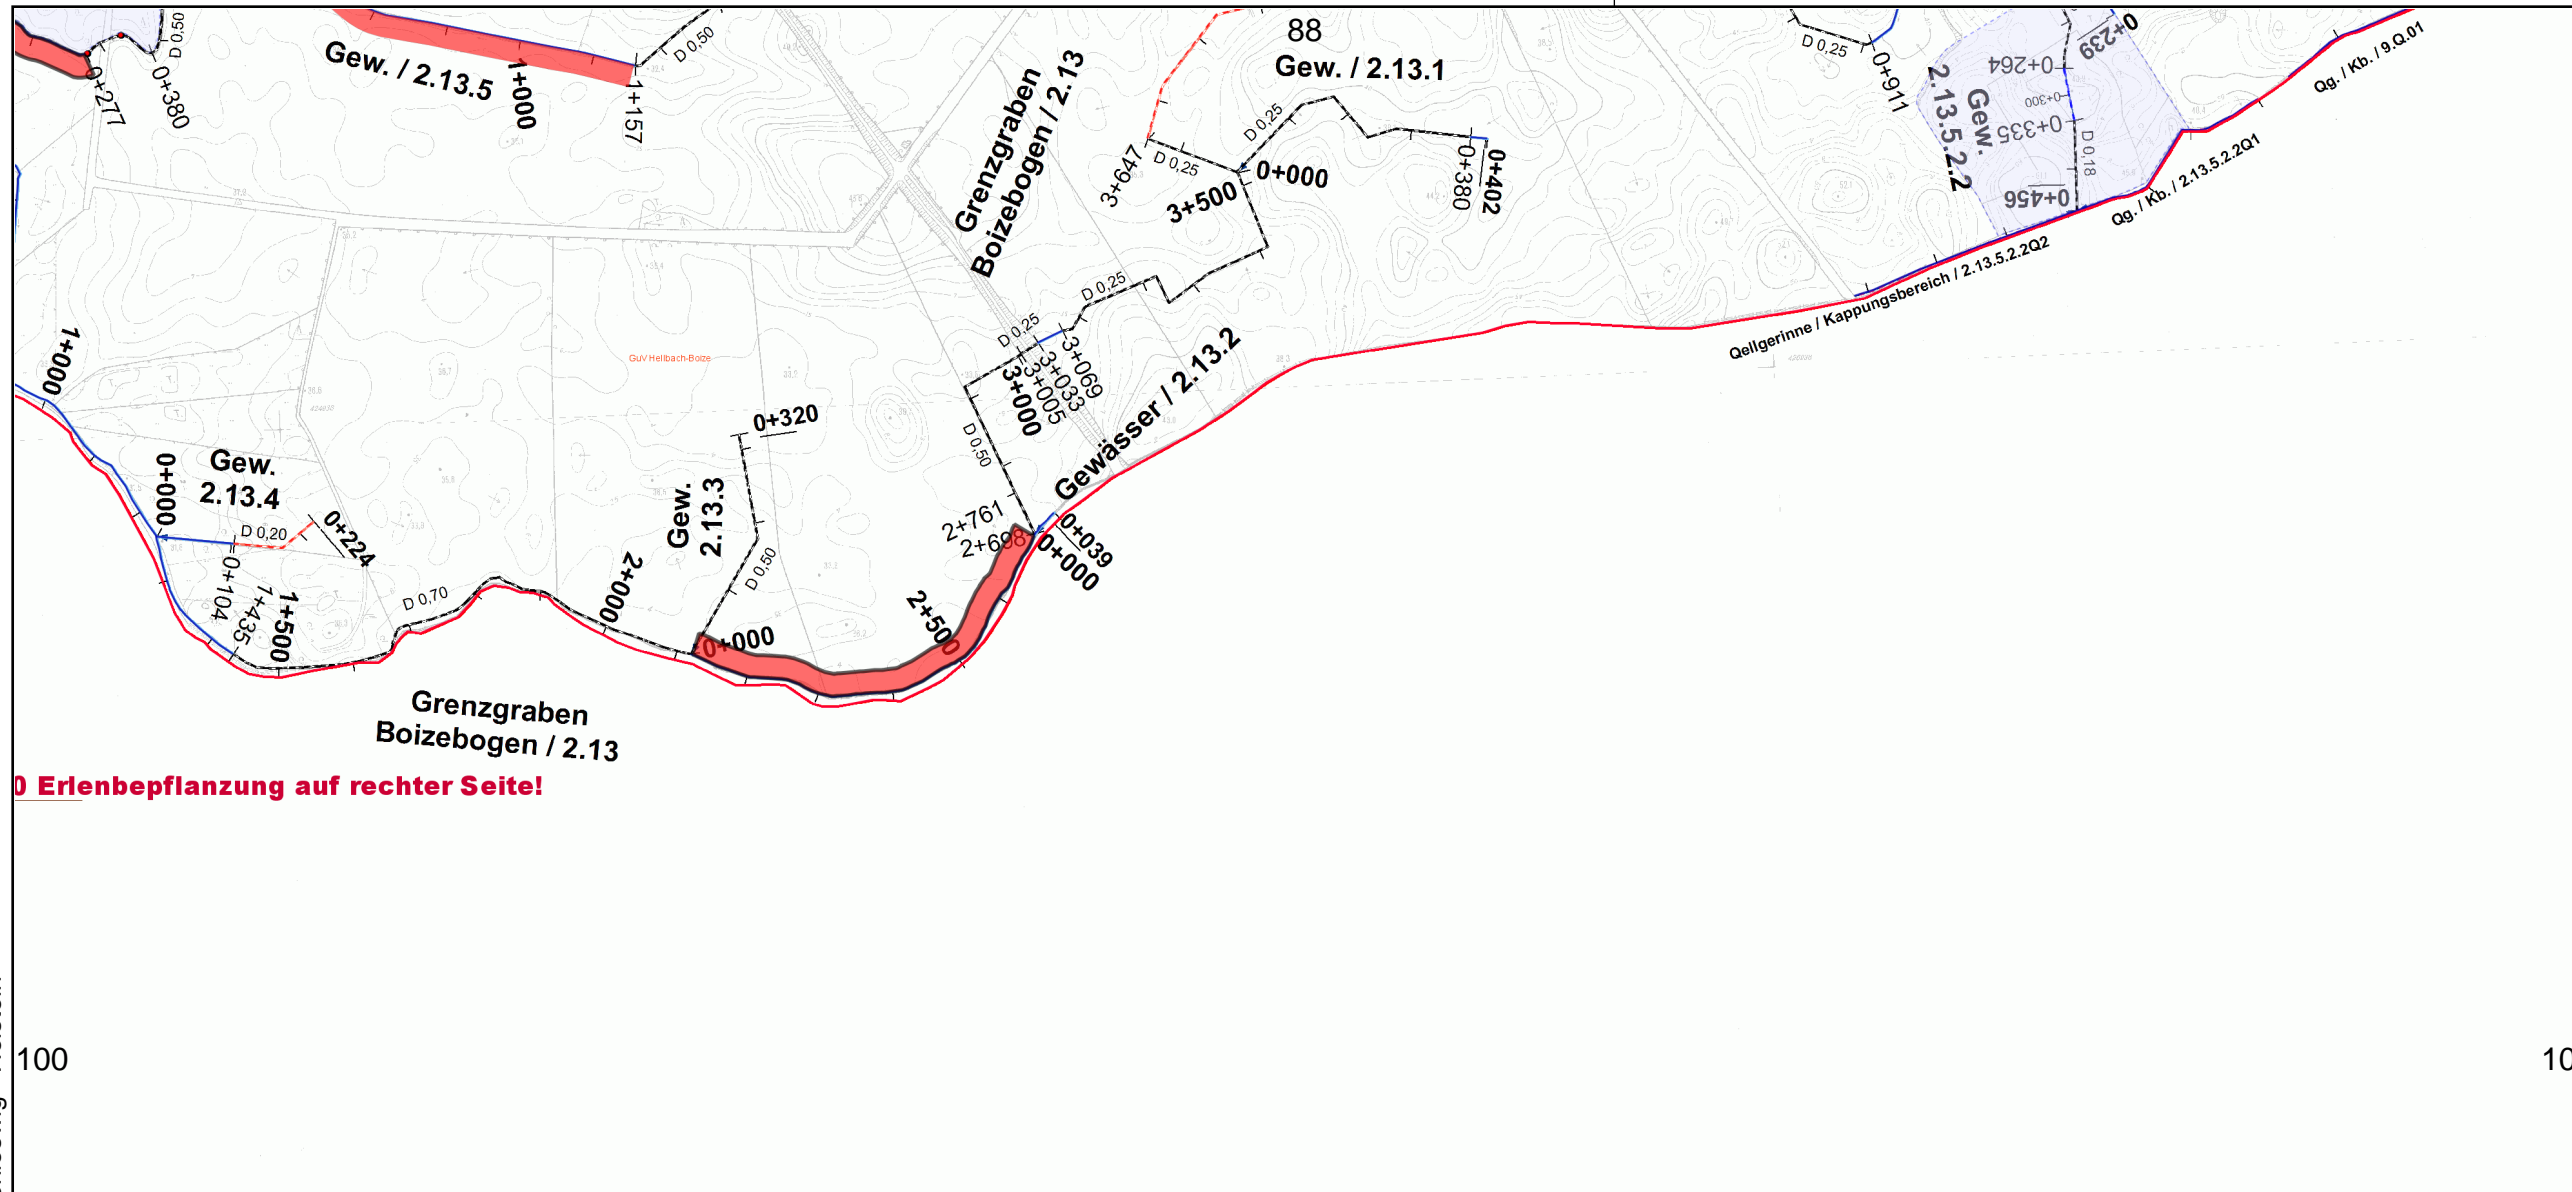 88
Gew. / 2.13.1
Gew. / 2.13.5
1+000
1+157
D 0,50
D 0,50
0+277
0+380
Grenzgraben
Boizebogen / 2.13
3+647
D 0,25
D 0,25
0+000
3+500
0+380
0+402
D 0,25
0+911
Gew.
2.13.5.2.2
0+239
0+264
0+300
0+335
D 0,18
0+456
Qg. / Kb. / 9.Q.01
Qg. / Kb. / 2.13.5.2.2Q1
Qellgerinne / Kappungsbereich / 2.13.5.2.2Q2
D 0,25
D 0,25
3+069
3+033
3+005
3+000
GuV Hellbach-Boize
Gewässer / 2.13.2
D 0,50
2+761
2+698
0+039
0+000
1+000
0+000
Gew.
2.13.4
D 0,20
0+224
0+104
1+435
1+500
D 0,70
2+000
Gew.
2.13.3
0+320
D 0,50
0+000
2+500
Grenzgraben
Boizebogen / 2.13
0 Erlenbepflanzung auf rechter Seite!
100
10